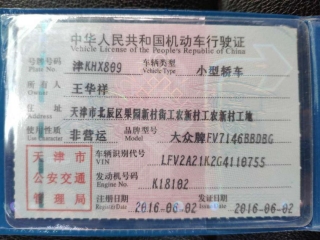 中华人民共和国机动车行驶证
Vehicle License of the People's Republic of China
号牌号码 Plate No. 津KHX809 车辆类型 Vehicle Type 小型轿车
所有人 Owner 王华祥
住址 Address 天津市北辰区果园新村街工农新村工农新村工地
使用性质 Use Character 非营运 品牌型号 Model 大众牌FV7146BBDBG
天津市
公安交通
管理局
车辆识别代号 VIN LFV2A21K2G4110755
发动机号码 Engine No. K18102
注册日期 Register Date 2016-06-02 发证日期 Issue Date 2016-06-02